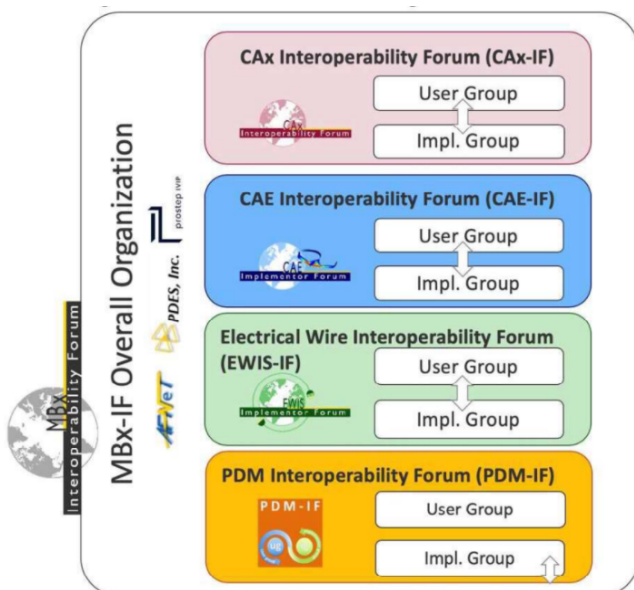 MBx
Interoperability Forum
MBx-IF Overall Organization
AFNeT
PDES, Inc.
prostep IVIP
CAx Interoperability Forum (CAx-IF)
CAx
Interoperability Forum
User Group
Impl. Group
CAE Interoperability Forum (CAE-IF)
CAE
Implementor Forum
User Group
Impl. Group
Electrical Wire Interoperability Forum
(EWIS-IF)
EWIS
Implementor Forum
User Group
Impl. Group
PDM Interoperability Forum (PDM-IF)
PDM-IF
ug
User Group
Impl. Group